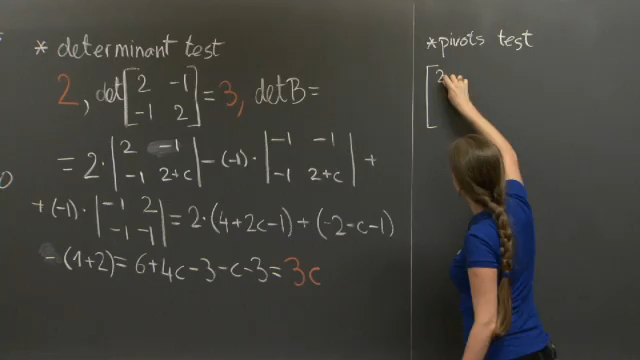 * determinant test
2, det [2 -1; -1 2] = 3, det B =
= 2· |2 -1; -1 2+c| - (-1)· |-1 -1; -1 2+c| +
+ (-1)· |-1 2; -1 -1| = 2·(4+2c-1) + (-2-c-1)
- (1+2) = 6+4c-3-c-3 = 3c
*pivots test
[2